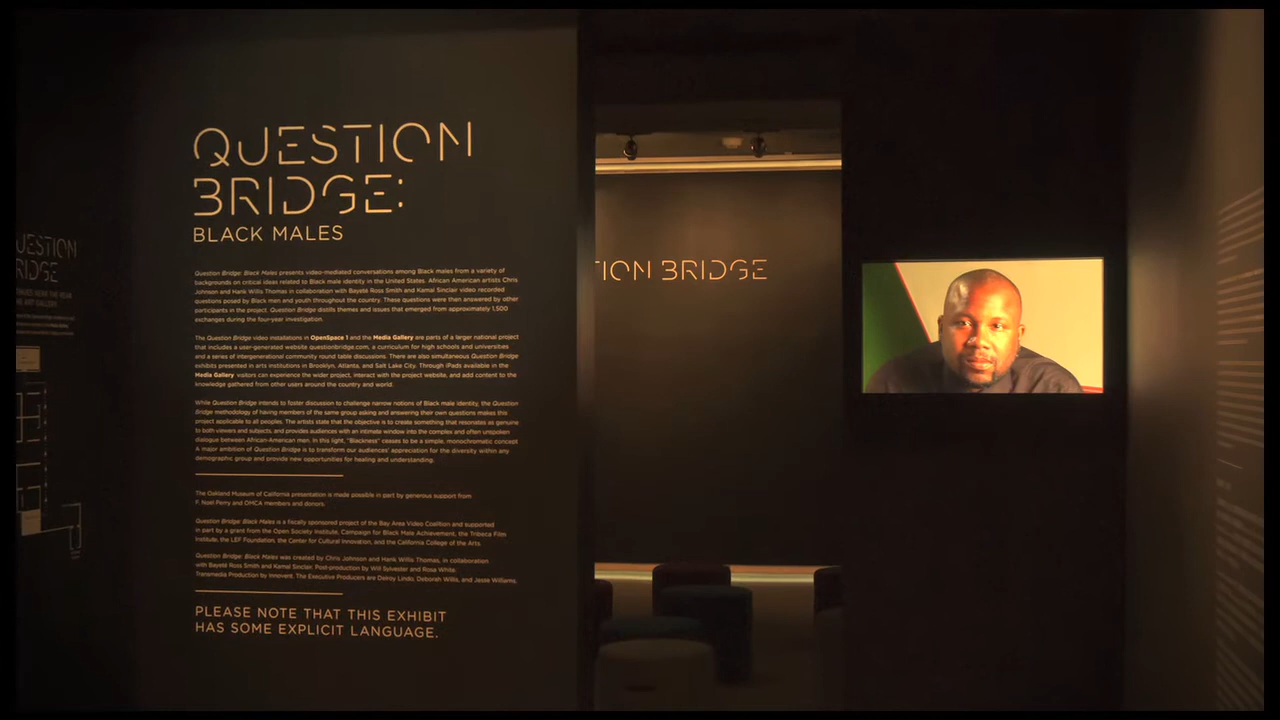 QUESTION
BRIDGE:
BLACK MALES
Question Bridge: Black Males presents video-mediated conversations among Black males from a variety of
backgrounds on critical ideas related to Black male identity in the United States. African American artists Chris
Johnson and Hank Willis Thomas in collaboration with Bayeté Ross Smith and Kamal Sinclair video recorded
questions posed by Black men and youth throughout the country. These questions were then answered by other
participants in the project. Question Bridge distills themes and issues that emerged from approximately 1,500
exchanges during the four-year investigation.
The Question Bridge video installations in OpenSpace 1 and the Media Gallery are parts of a larger national project
that includes a user-generated website questionbridge.com, a curriculum for high schools and universities
and a series of intergenerational community round table discussions. There are also simultaneous Question Bridge
exhibits presented in arts institutions in Brooklyn, Atlanta, and Salt Lake City. Through iPads available in the
Media Gallery visitors can experience the wider project, interact with the project website, and add content to the
knowledge gathered from other users around the country and world.
While Question Bridge intends to foster discussion to challenge narrow notions of Black male identity, the Question
Bridge methodology of having members of the same group asking and answering their own questions makes this
project applicable to all peoples. The artists state that the objective is to create something that resonates as genuine
to both viewers and subjects, and provides audiences with an intimate window into the complex and often unspoken
dialogue between African-American men. In this light, "Blackness" ceases to be a simple, monochromatic concept
A major ambition of Question Bridge is to transform our audiences' appreciation for the diversity within any
demographic group and provide new opportunities for healing and understanding.
The Oakland Museum of California presentation is made possible in part by generous support from
F. Noel Perry and OMCA members and donors.
Question Bridge: Black Males is a fiscally sponsored project of the Bay Area Video Coalition and supported
in part by a grant from the Open Society Institute, Campaign for Black Male Achievement, the Tribeca Film
Institute, the LEF Foundation, the Center for Cultural Innovation, and the California College of the Arts.
Question Bridge: Black Males was created by Chris Johnson and Hank Willis Thomas, in collaboration
with Bayeté Ross Smith and Kamal Sinclair. Post-production by Will Sylvester and Rosa White.
Transmedia Production by Innovent. The Executive Producers are Delroy Lindo, Deborah Willis, and Jesse Williams.
PLEASE NOTE THAT THIS EXHIBIT
HAS SOME EXPLICIT LANGUAGE.
UESTION
RIDGE
TION BRIDGE